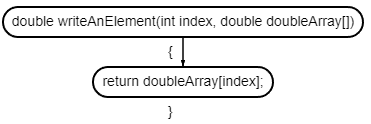 double writeAnElement(int index, double doubleArray[])
{
return doubleArray[index];
}